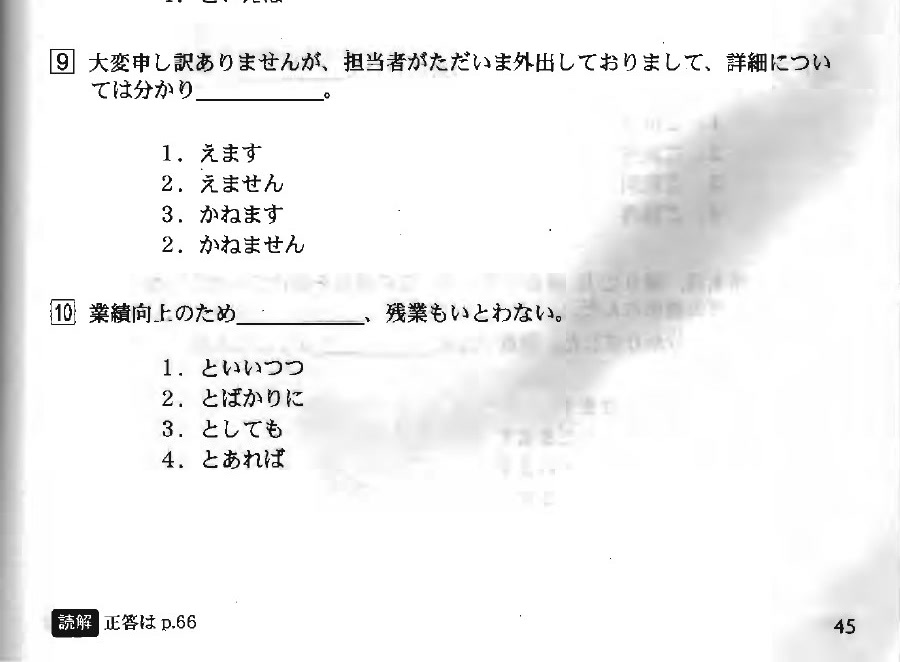 9 大変申し訳ありませんが、担当者がただいま外出しておりまして、詳細につい
ては分かり＿＿＿＿＿＿。
1. えます
2. えません
3. かねます
2. かねません
10 業績向上のため＿＿＿＿＿＿、残業もいとわない。
1. といいつつ
2. とばかりに
3. としても
4. とあれば
読解 正答は p.66
45